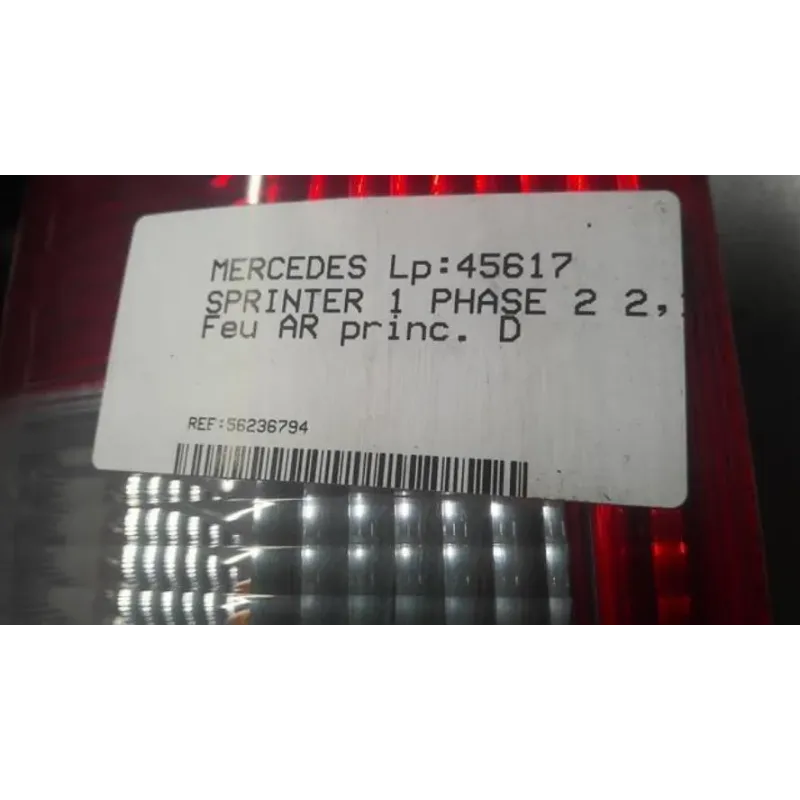 MERCEDES Lp:45617
SPRINTER 1 PHASE 2 2,
Feu AR princ. D
REF:56236794